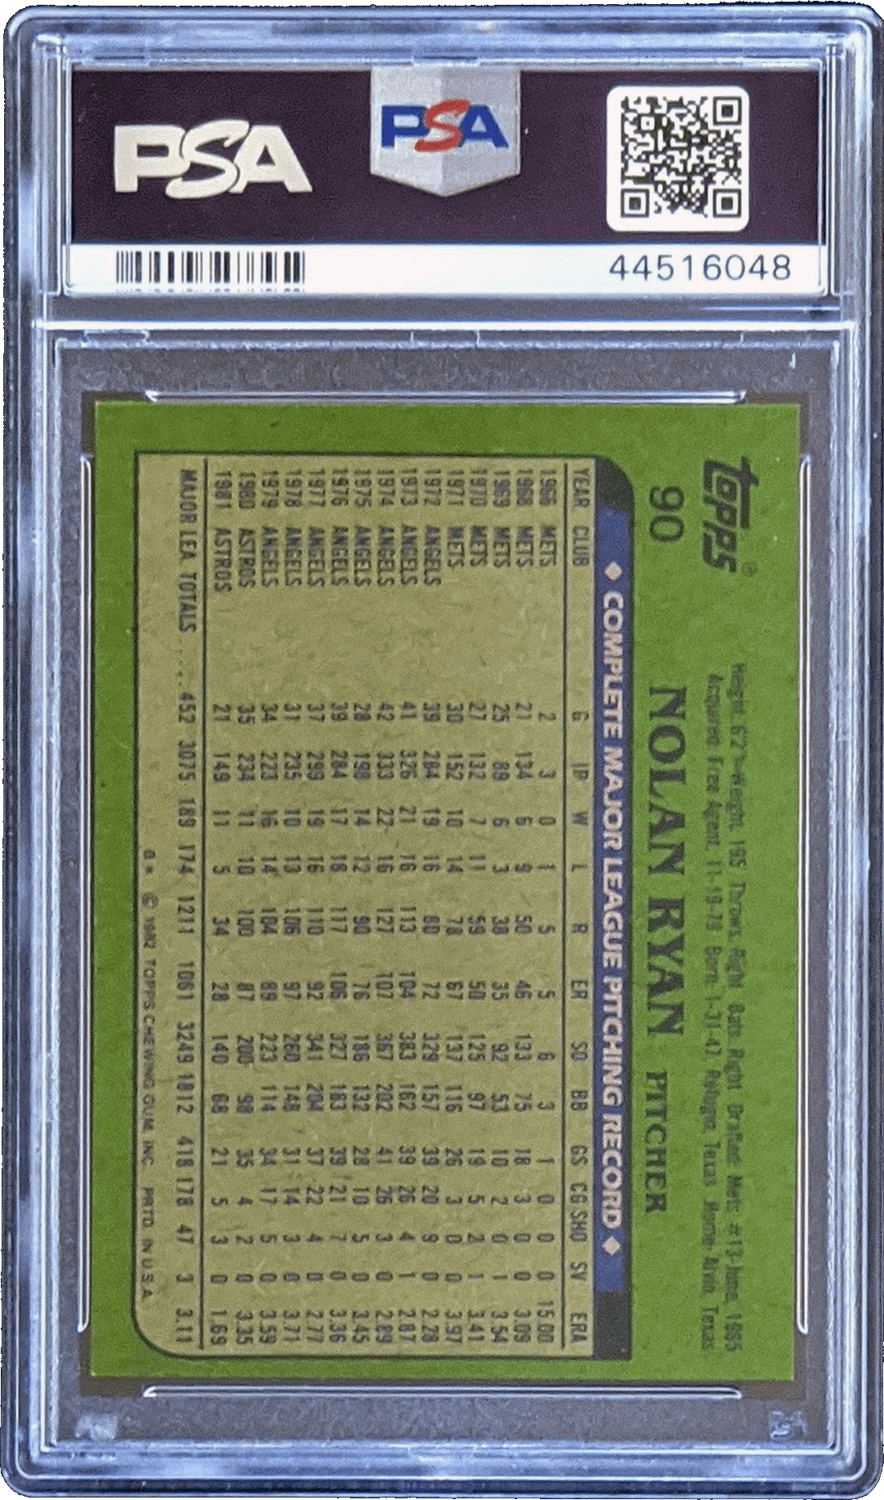 PSA
PSA
44516048
Topps®
90
Height: 6'2" Weight: 195 Throws: Right Bats: Right Drafted: Mets #13-June, 1965
Acquired: Free Agent, 11-19-79 Born: 1-31-47, Refugio, Texas Home: Alvin, Texas
NOLAN RYAN PITCHER
◆ COMPLETE MAJOR LEAGUE PITCHING RECORD ◆
YEAR CLUB G IP W L R ER SO BB GS CG SHO SV ERA
1966 METS 2 3 0 1 5 5 6 3 1 0 0 0 15.00
1968 METS 21 134 6 9 50 46 133 75 18 3 0 0 3.09
1969 METS 25 89 6 3 38 35 92 53 10 2 0 1 3.54
1970 METS 27 132 7 11 59 50 125 97 19 5 2 1 3.41
1971 METS 30 152 10 14 78 67 137 116 26 3 0 0 3.97
1972 ANGELS 39 284 19 16 80 72 329 157 39 20 9 0 2.28
1973 ANGELS 41 326 21 16 113 104 383 162 39 26 4 1 2.87
1974 ANGELS 42 333 22 16 127 107 367 202 41 26 3 0 2.89
1975 ANGELS 28 198 14 12 90 76 186 132 28 10 5 0 3.45
1976 ANGELS 39 284 17 18 117 106 327 183 39 21 7 0 3.36
1977 ANGELS 37 299 19 16 110 92 341 204 37 22 4 0 2.77
1978 ANGELS 31 235 10 13 106 97 260 148 31 14 3 0 3.71
1979 ANGELS 34 223 16 14 104 89 223 114 34 17 5 0 3.59
1980 ASTROS 35 234 11 10 100 87 200 98 35 4 2 0 3.35
1981 ASTROS 21 149 11 5 34 28 140 68 21 5 3 0 1.69
MAJOR LEA. TOTALS .... 452 3075 189 174 1211 1061 3249 1812 418 178 47 3 3.11
© 1982 TOPPS CHEWING GUM, INC. PRTD. IN U.S.A.